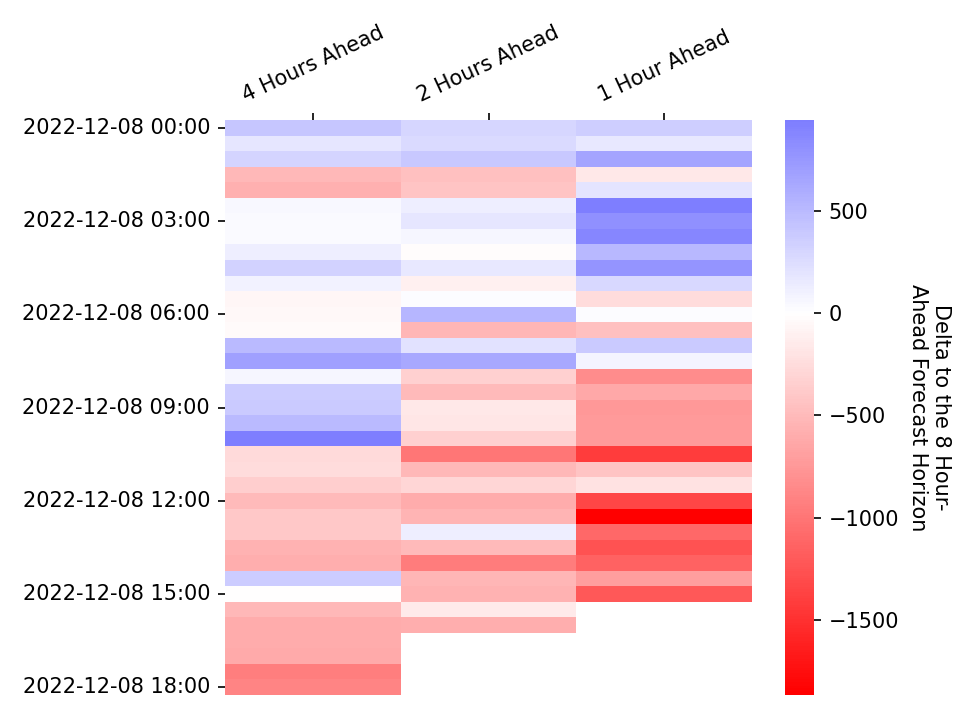 4 Hours Ahead
2 Hours Ahead
1 Hour Ahead
2022-12-08 00:00
2022-12-08 03:00
2022-12-08 06:00
2022-12-08 09:00
2022-12-08 12:00
2022-12-08 15:00
2022-12-08 18:00
500
0
−500
−1000
−1500
Delta to the 8 Hour-
Ahead Forecast Horizon